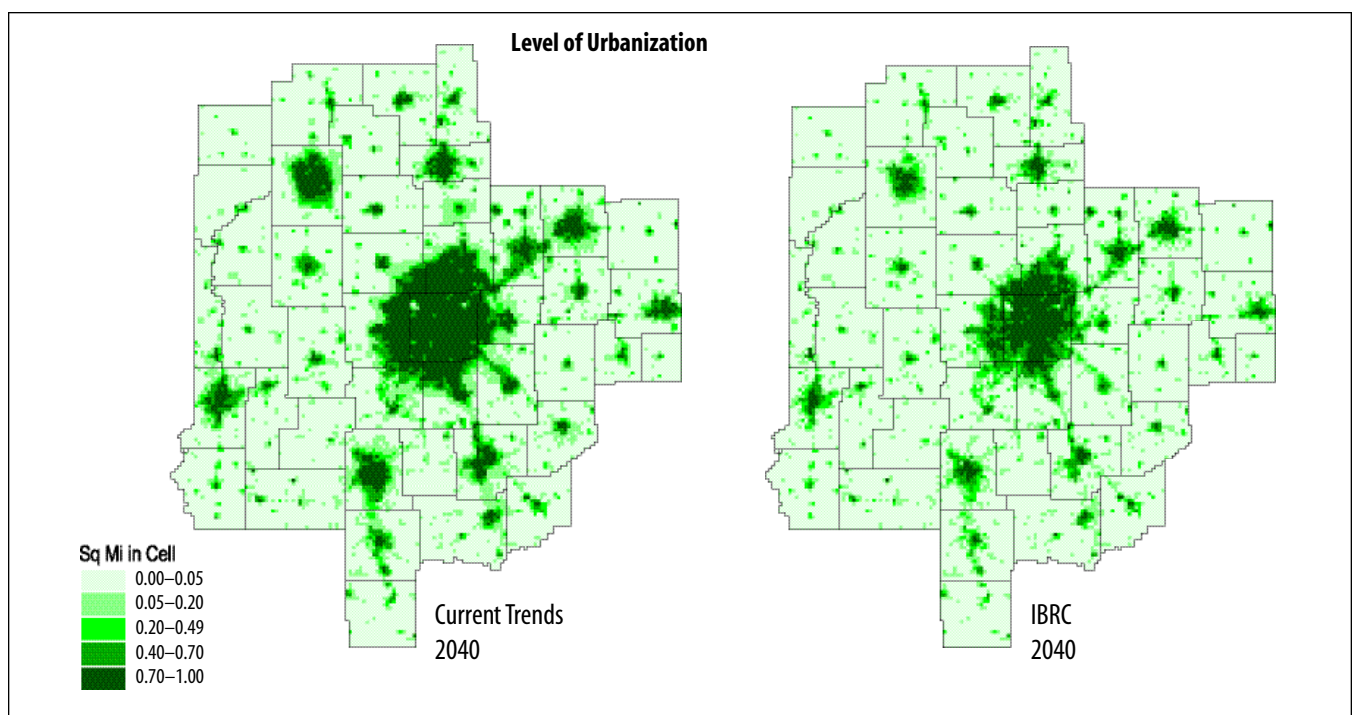 Level of Urbanization
Sq Mi in Cell
0.00–0.05
0.05–0.20
0.20–0.49
0.40–0.70
0.70–1.00
Current Trends
2040
IBRC
2040